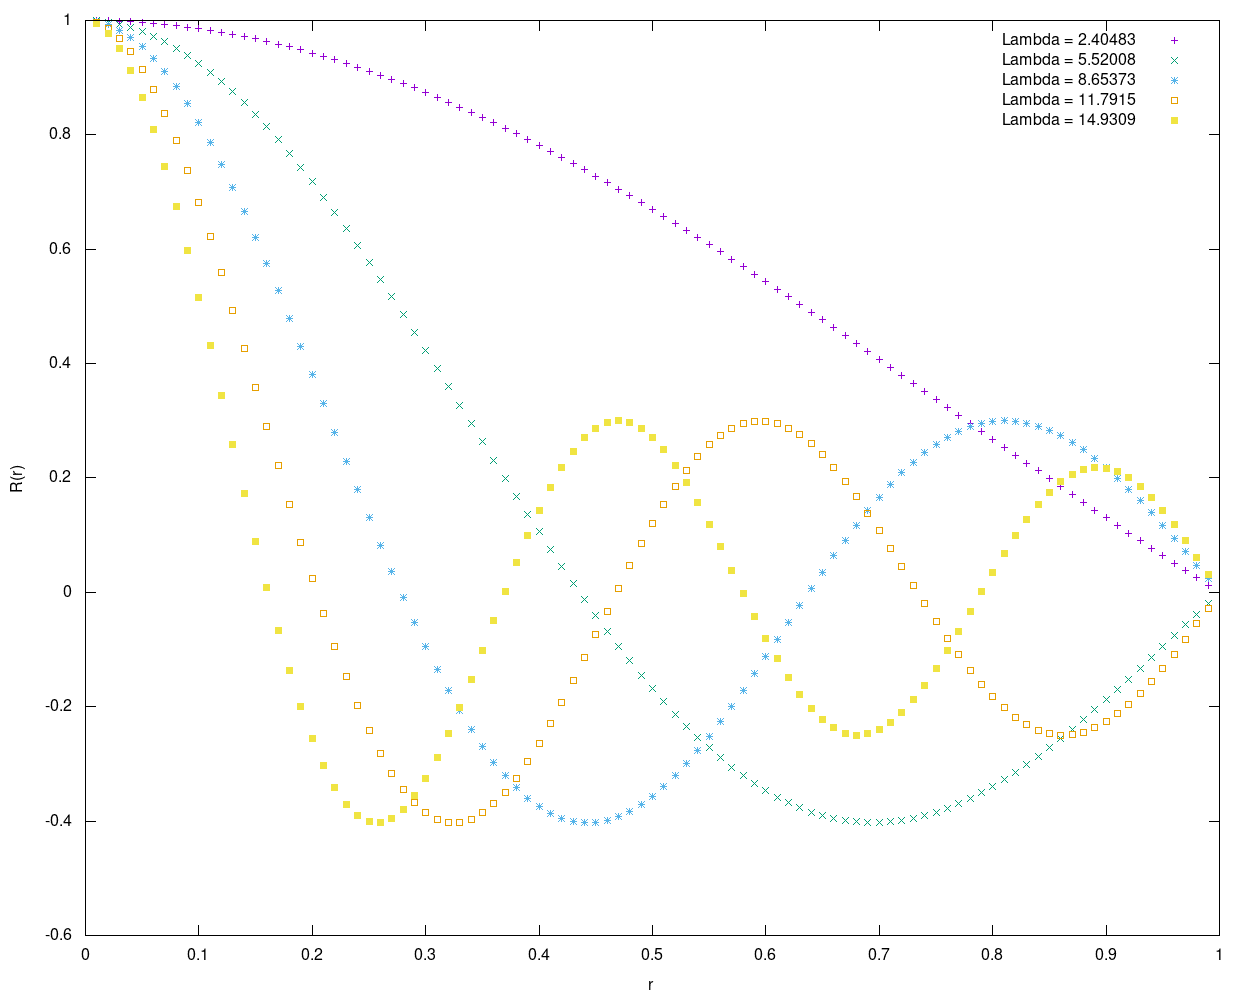 Lambda = 2.40483
Lambda = 5.52008
Lambda = 8.65373
Lambda = 11.7915
Lambda = 14.9309
1
0.8
0.6
0.4
0.2
0
-0.2
-0.4
-0.6
R(r)
0 0.1 0.2 0.3 0.4 0.5 0.6 0.7 0.8 0.9 1
r